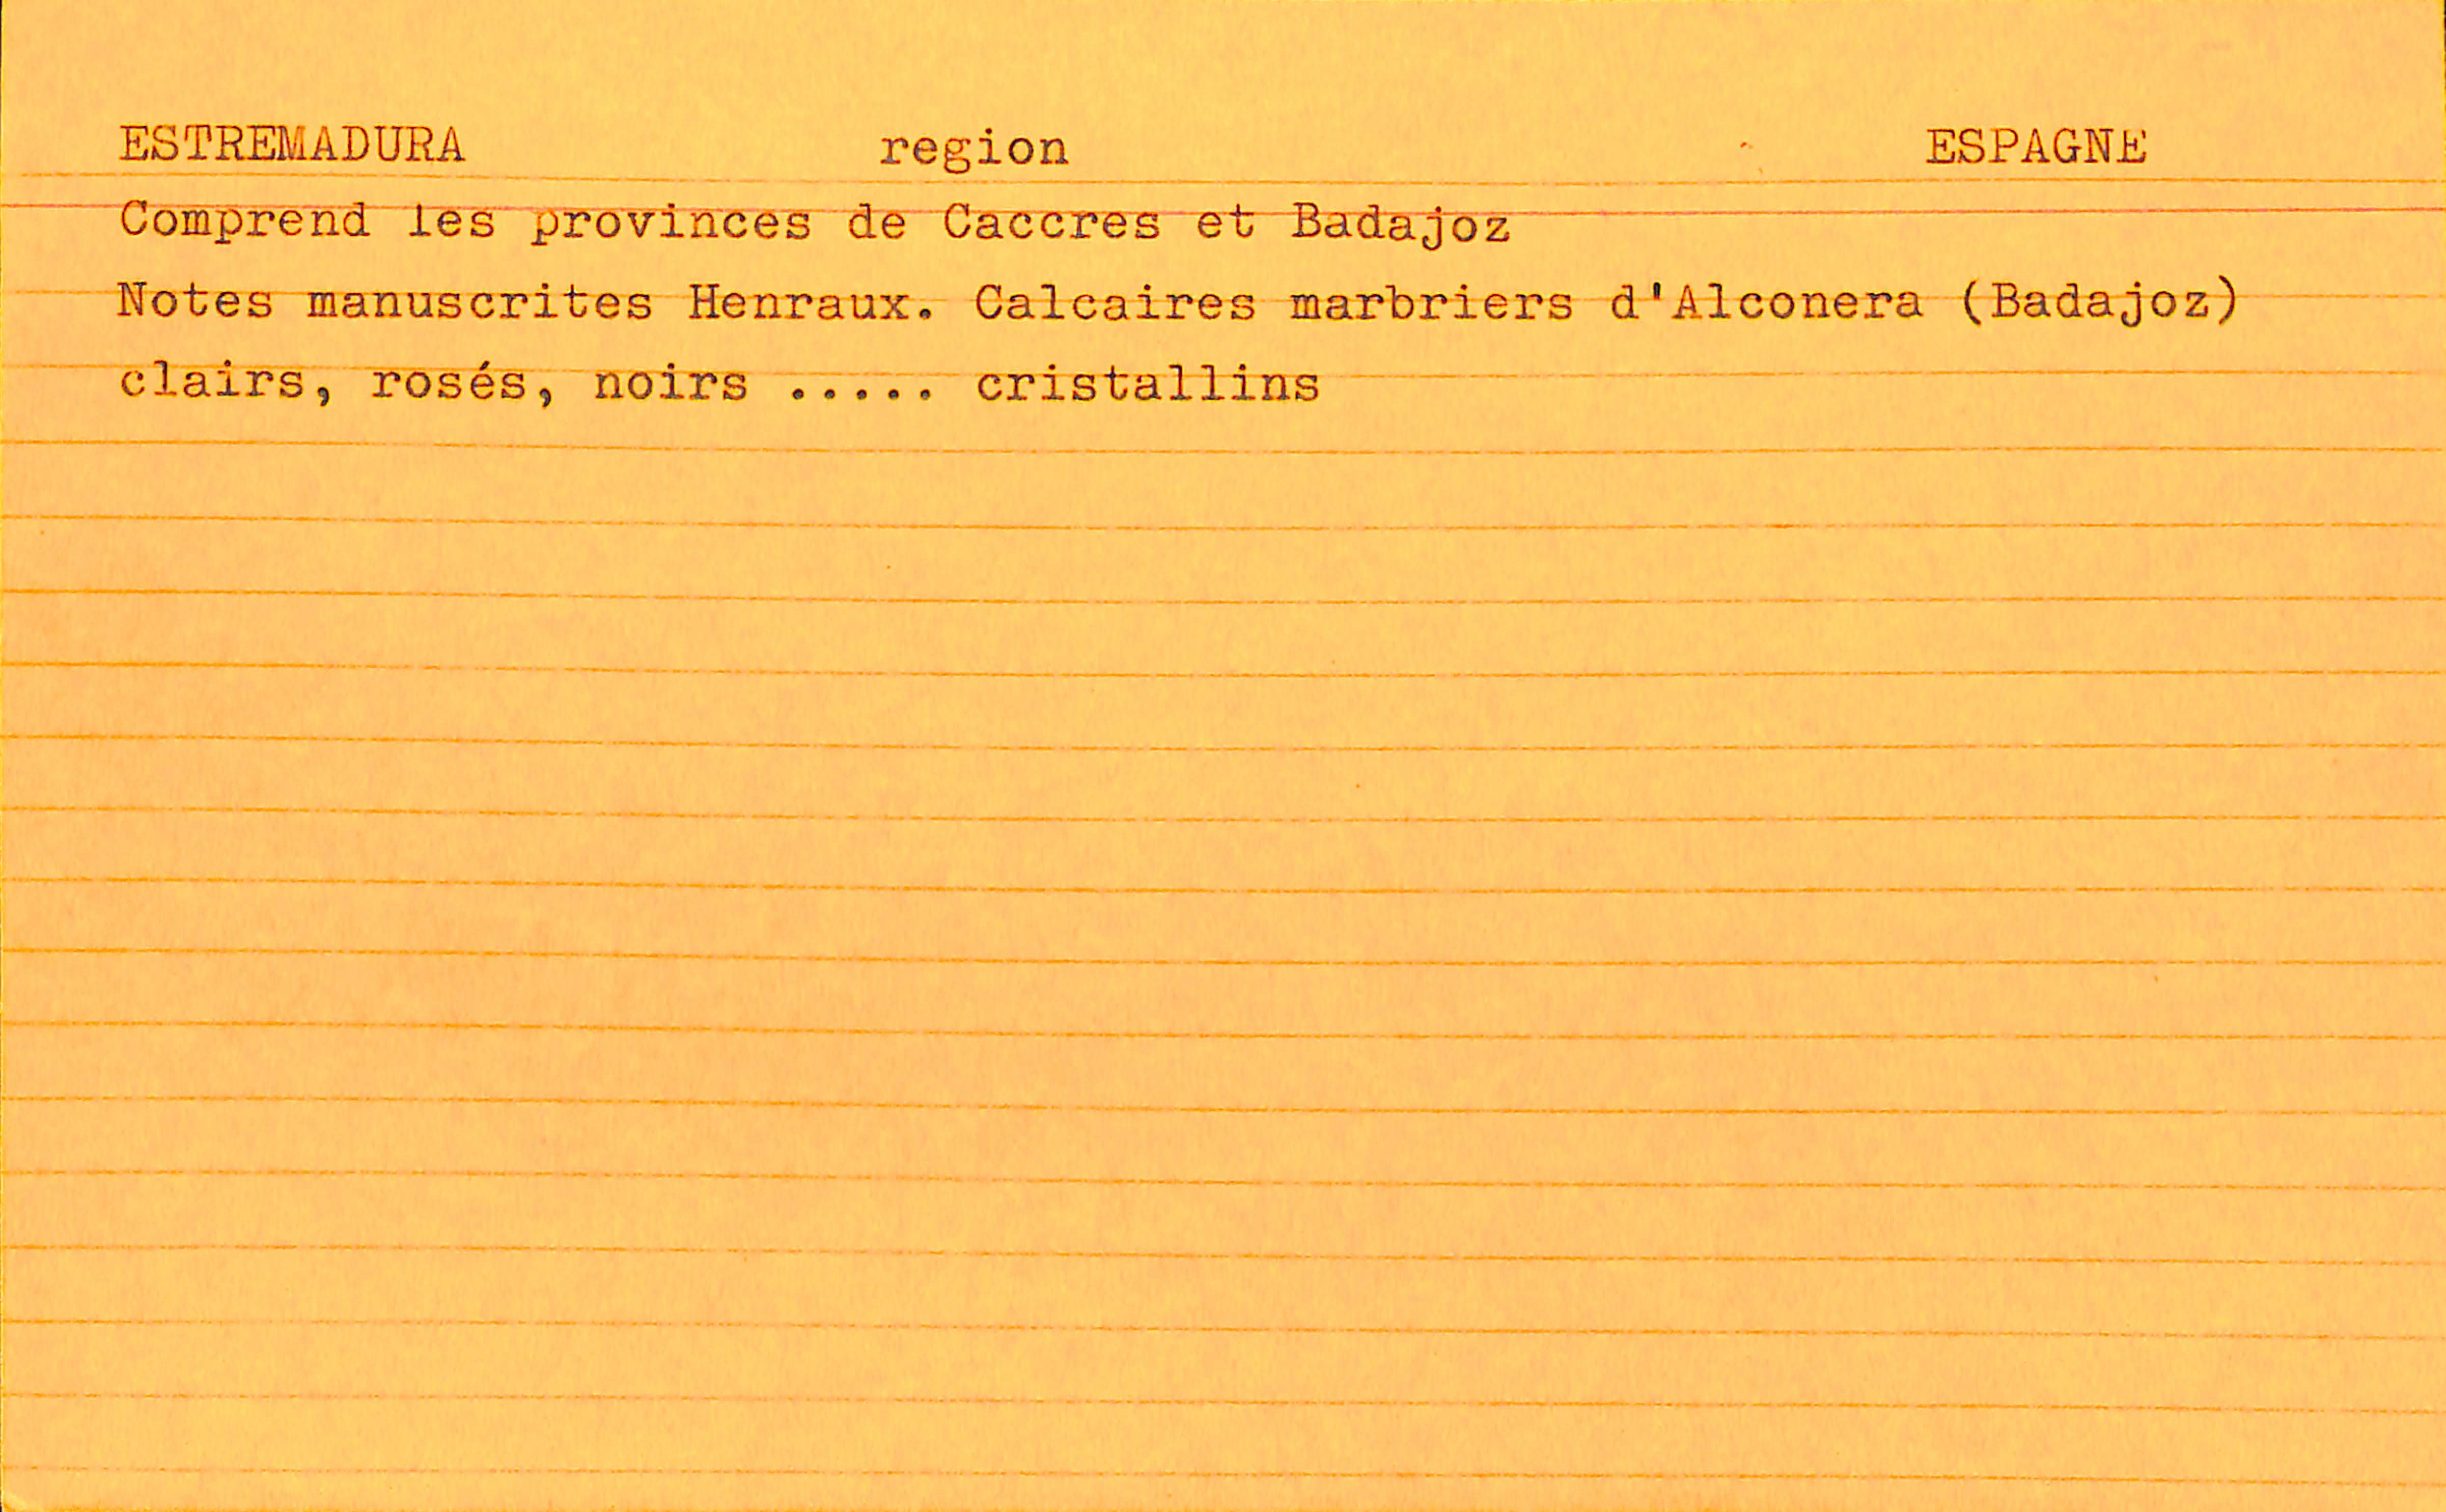 ESTREMADURA region ESPAGNE
Comprend les provinces de Caccres et Badajoz
Notes manuscrites Henraux. Calcaires marbriers d'Alconera (Badajoz)
clairs, rosés, noirs ..... cristallins